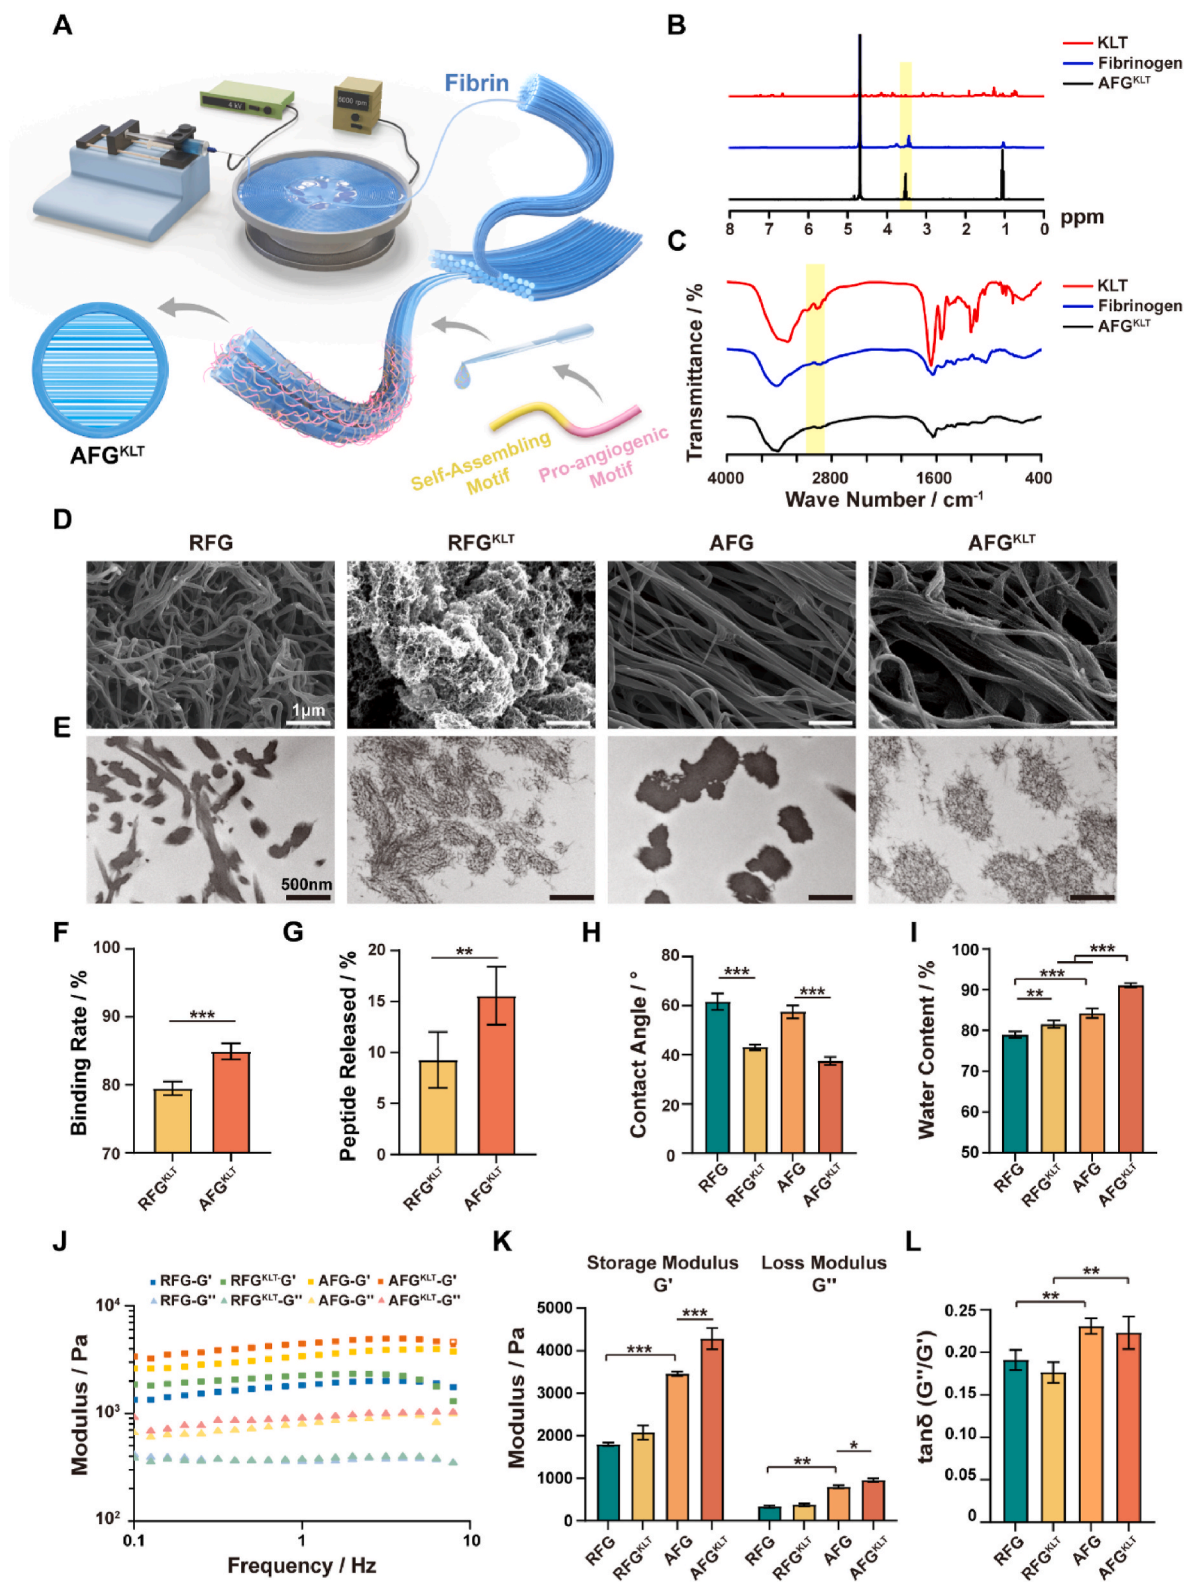 A
4 kV
6000 rpm
Fibrin
AFGKLT
Self-Assembling
Motif
Pro-angiogenic
Motif
B
KLT
Fibrinogen
AFGKLT
8 7 6 5 4 3 2 1 0 ppm
C
Transmittance / %
KLT
Fibrinogen
AFGKLT
4000 2800 1600 400
Wave Number / cm-1
D
RFG RFGKLT AFG AFGKLT
1μm
E
500nm
F
Binding Rate / %
100
90
80
70
***
RFGKLT AFGKLT
G
Peptide Released / %
20
15
10
5
0
**
RFGKLT AFGKLT
H
Contact Angle / °
80
60
40
20
0
*** ***
RFG RFGKLT AFG AFGKLT
I
Water Content / %
100
90
80
70
60
50
*** ** ***
RFG RFGKLT AFG AFGKLT
J
RFG-G' RFGKLT-G' AFG-G' AFGKLT-G'
RFG-G'' RFGKLT-G'' AFG-G'' AFGKLT-G''
Modulus / Pa
104
103
102
0.1 1 10
Frequency / Hz
K
Storage Modulus
G'
Loss Modulus
G''
Modulus / Pa
5000
4000
3000
2000
1000
0
*** *** ** *
RFG RFGKLT AFG AFGKLT RFG RFGKLT AFG AFGKLT
L
tanδ (G''/G')
0.25
0.20
0.15
0.10
0.05
0
** **
RFG RFGKLT AFG AFGKLT